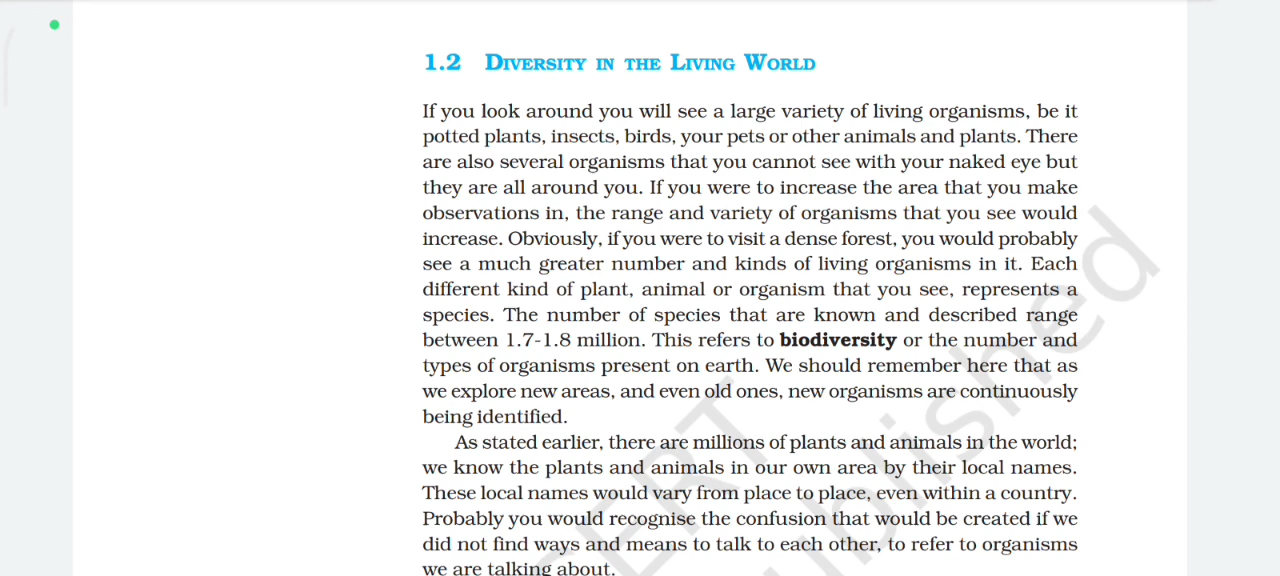 1.2 DIVERSITY IN THE LIVING WORLD
If you look around you will see a large variety of living organisms, be it
potted plants, insects, birds, your pets or other animals and plants. There
are also several organisms that you cannot see with your naked eye but
they are all around you. If you were to increase the area that you make
observations in, the range and variety of organisms that you see would
increase. Obviously, if you were to visit a dense forest, you would probably
see a much greater number and kinds of living organisms in it. Each
different kind of plant, animal or organism that you see, represents a
species. The number of species that are known and described range
between 1.7-1.8 million. This refers to biodiversity or the number and
types of organisms present on earth. We should remember here that as
we explore new areas, and even old ones, new organisms are continuously
being identified.
As stated earlier, there are millions of plants and animals in the world;
we know the plants and animals in our own area by their local names.
These local names would vary from place to place, even within a country.
Probably you would recognise the confusion that would be created if we
did not find ways and means to talk to each other, to refer to organisms
we are talking about.